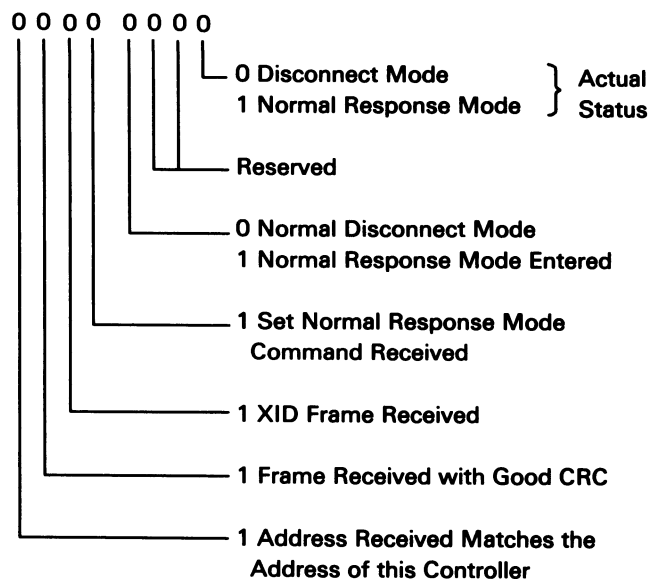 0 0 0 0 0 0 0 0
0 Disconnect Mode
1 Normal Response Mode
} Actual
Status
Reserved
0 Normal Disconnect Mode
1 Normal Response Mode Entered
1 Set Normal Response Mode
Command Received
1 XID Frame Received
1 Frame Received with Good CRC
1 Address Received Matches the
Address of this Controller